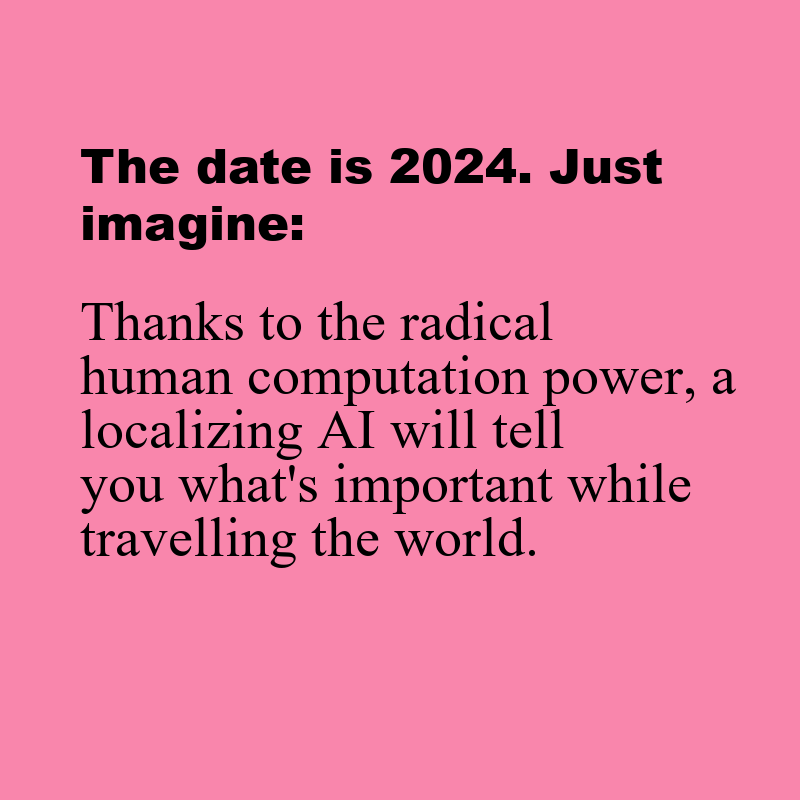 The date is 2024. Just
imagine:
Thanks to the radical
human computation power, a
localizing AI will tell
you what's important while
travelling the world.